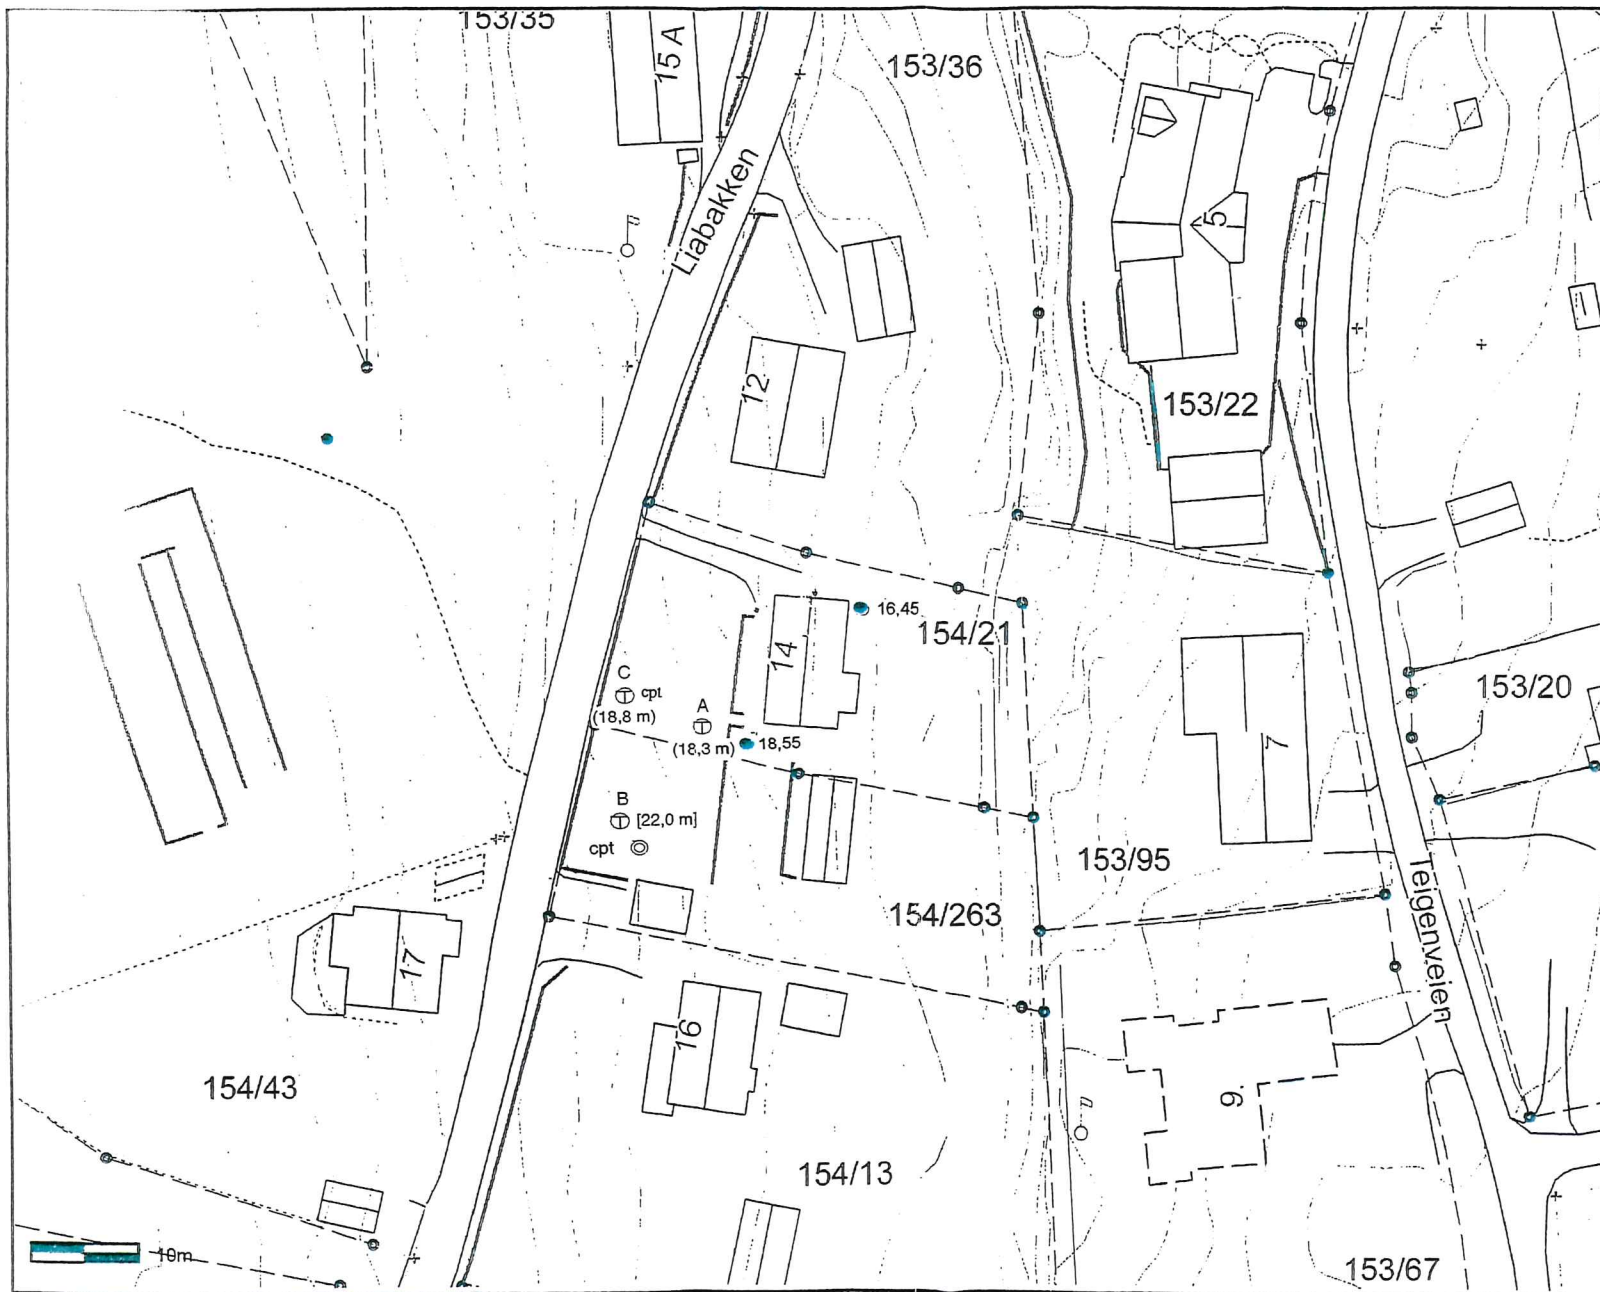 153/35
15 A
153/36
Liabakken
5
12
153/22
16,45
154/21
14
C
cpt
(18,8 m)
A
(18,3 m)
18,55
153/20
7
B
[22,0 m]
cpt
153/95
154/263
Teigenveien
17
16
9
154/43
154/13
10m
153/67